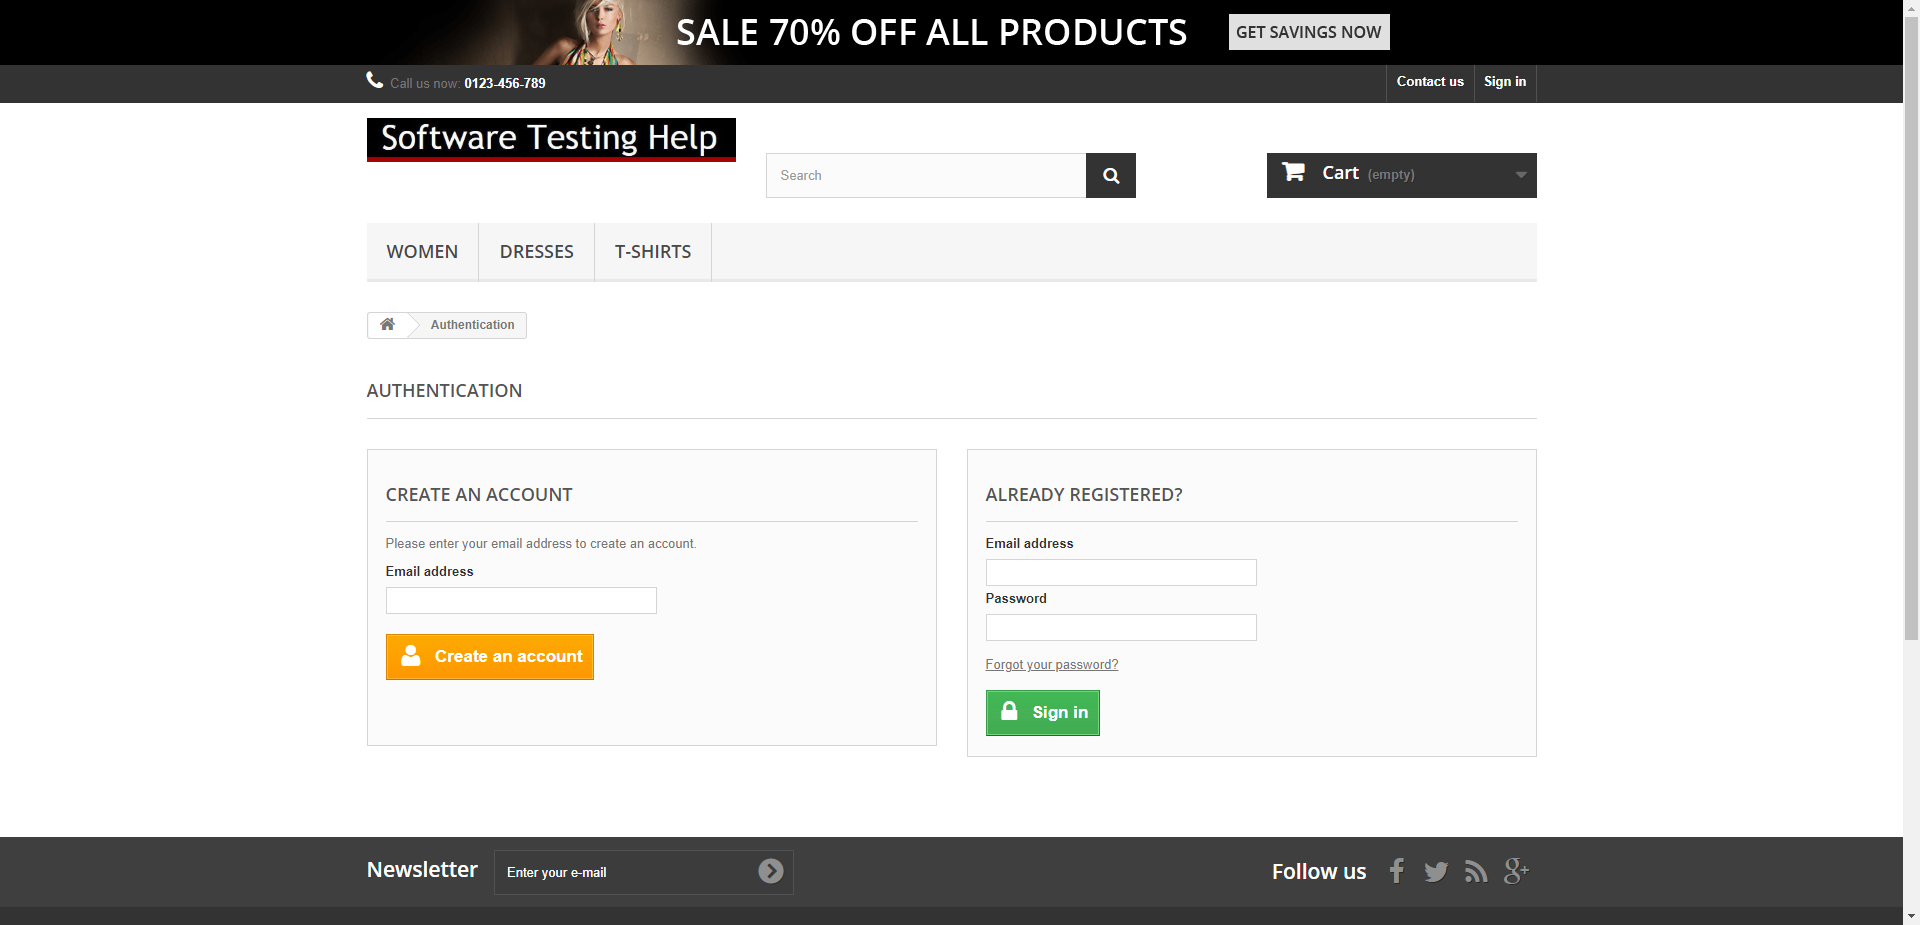 SALE 70% OFF ALL PRODUCTS GET SAVINGS NOW
Call us now: 0123-456-789 Contact us Sign in
Software Testing Help
Search
Cart (empty)
WOMEN DRESSES T-SHIRTS
Authentication
AUTHENTICATION
CREATE AN ACCOUNT
Please enter your email address to create an account.
Email address
Create an account
ALREADY REGISTERED?
Email address
Password
Forgot your password?
Sign in
Newsletter Enter your e-mail Follow us